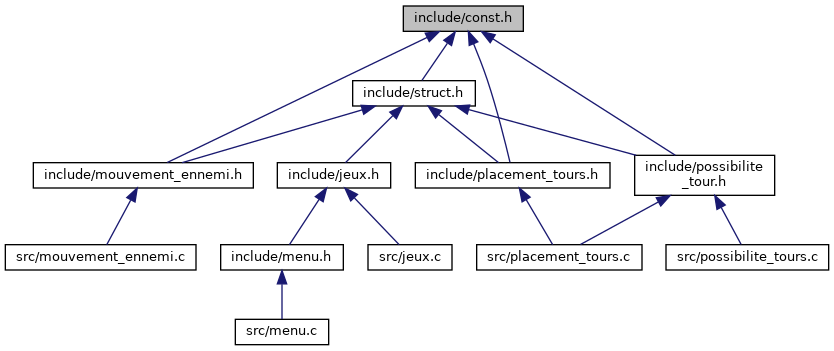 include/const.h
include/struct.h
include/mouvement_ennemi.h
include/jeux.h
include/placement_tours.h
include/possibilite
_tour.h
src/mouvement_ennemi.c
include/menu.h
src/jeux.c
src/placement_tours.c
src/possibilite_tours.c
src/menu.c